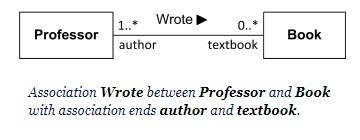 Professor 1..* Wrote ▶ 0..* Book
author textbook
Association Wrote between Professor and Book
with association ends author and textbook.